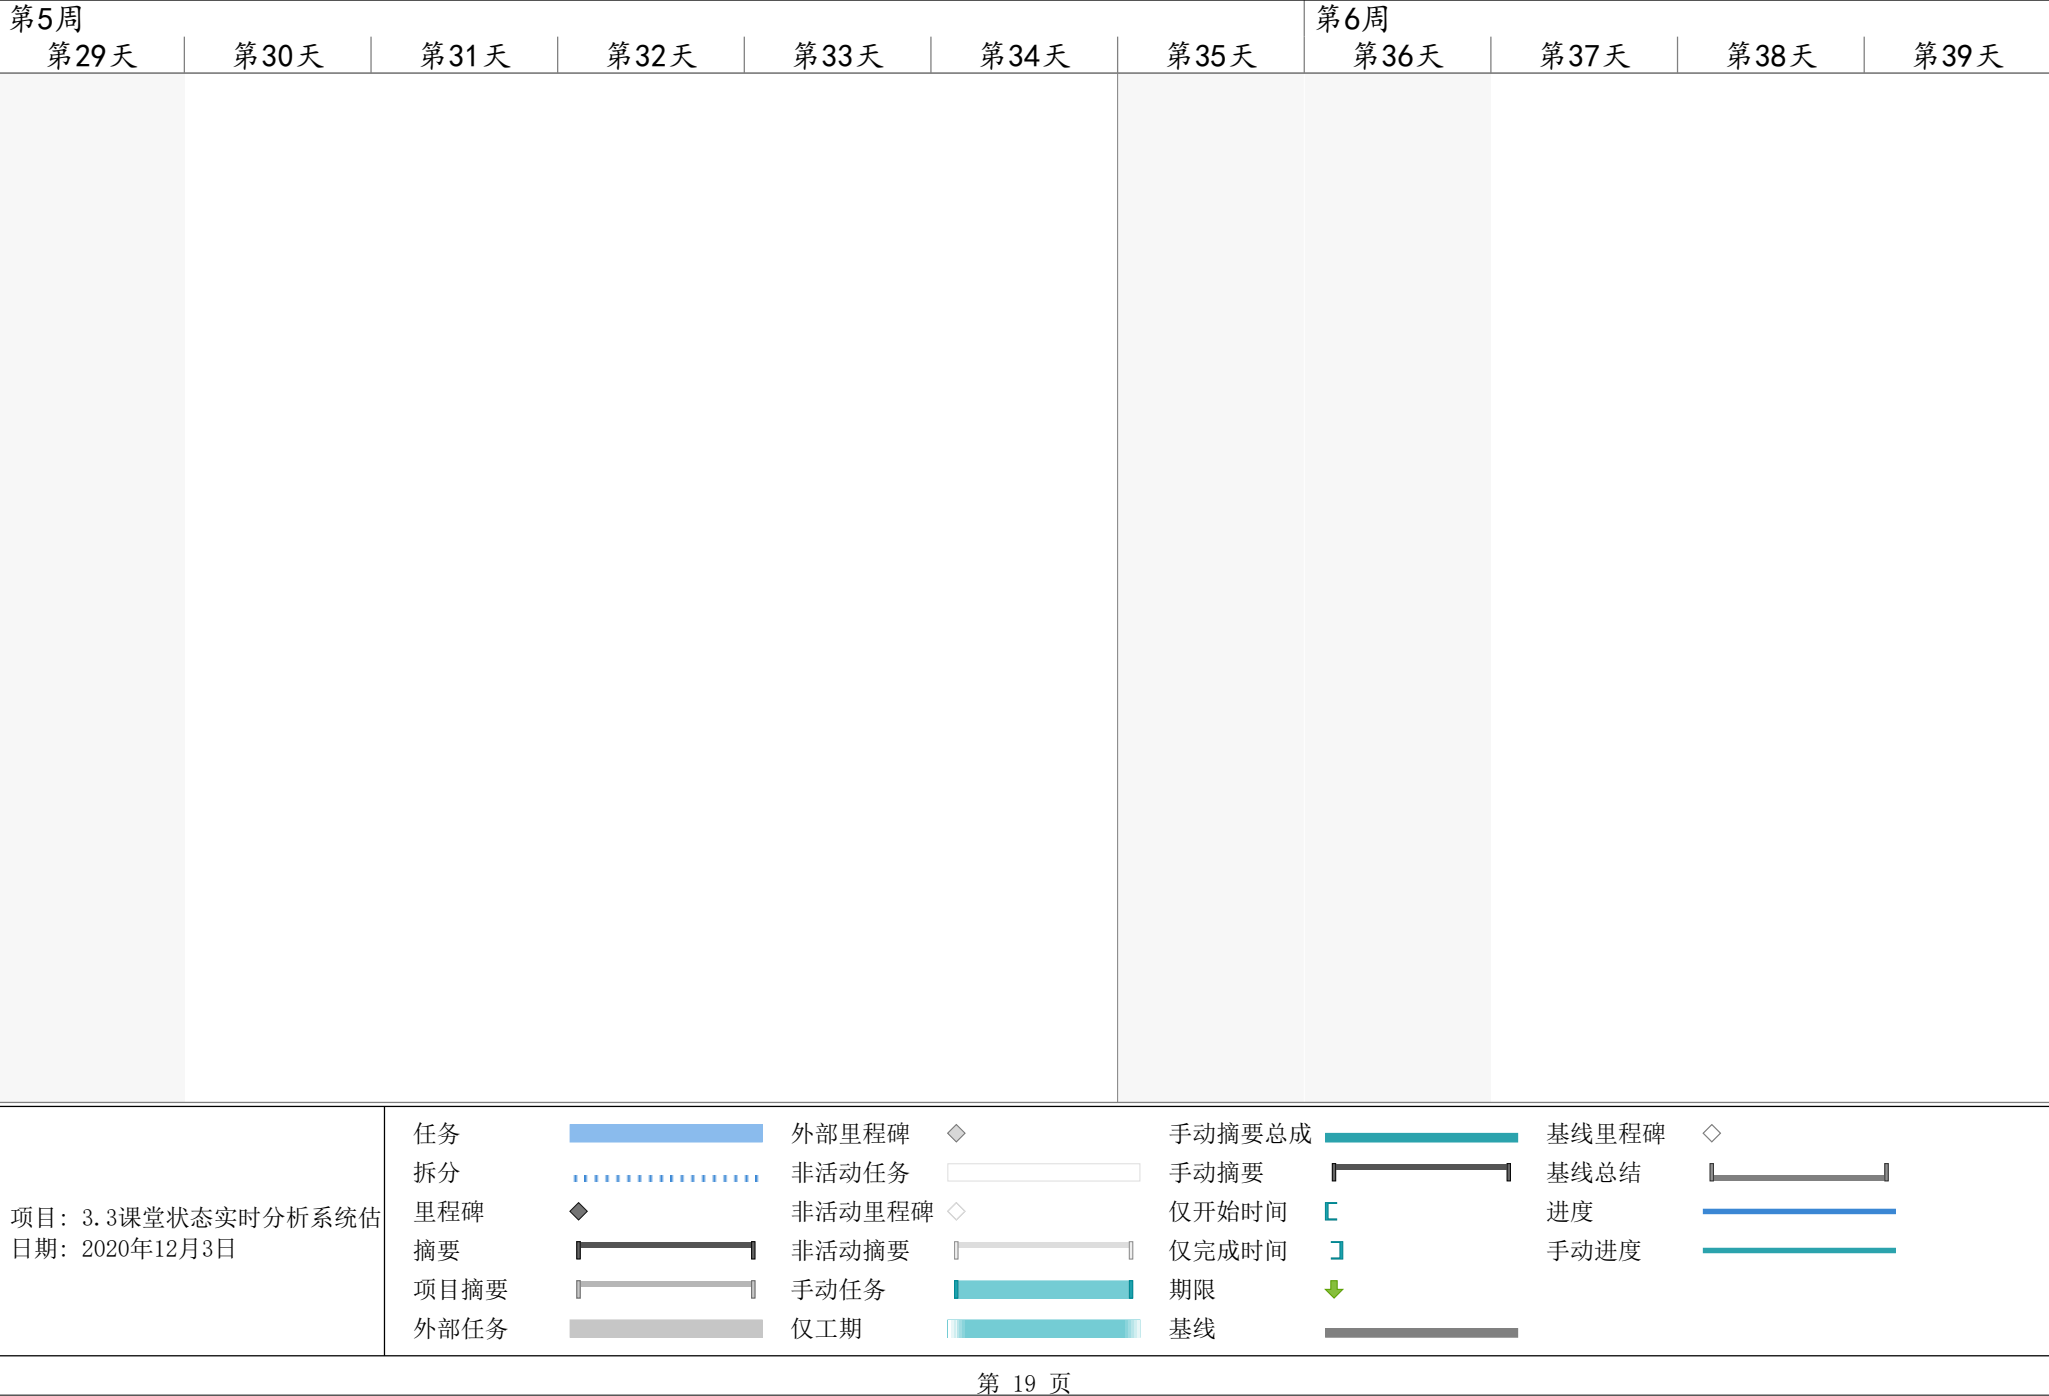 第5周 第6周
第29天 第30天 第31天 第32天 第33天 第34天 第35天 第36天 第37天 第38天 第39天
项目: 3.3课堂状态实时分析系统估
日期: 2020年12月3日
任务
拆分
里程碑
摘要
项目摘要
外部任务
外部里程碑
非活动任务
非活动里程碑
非活动摘要
手动任务
仅工期
手动摘要总成
手动摘要
仅开始时间
仅完成时间
期限
基线
基线里程碑
基线总结
进度
手动进度
第 19 页